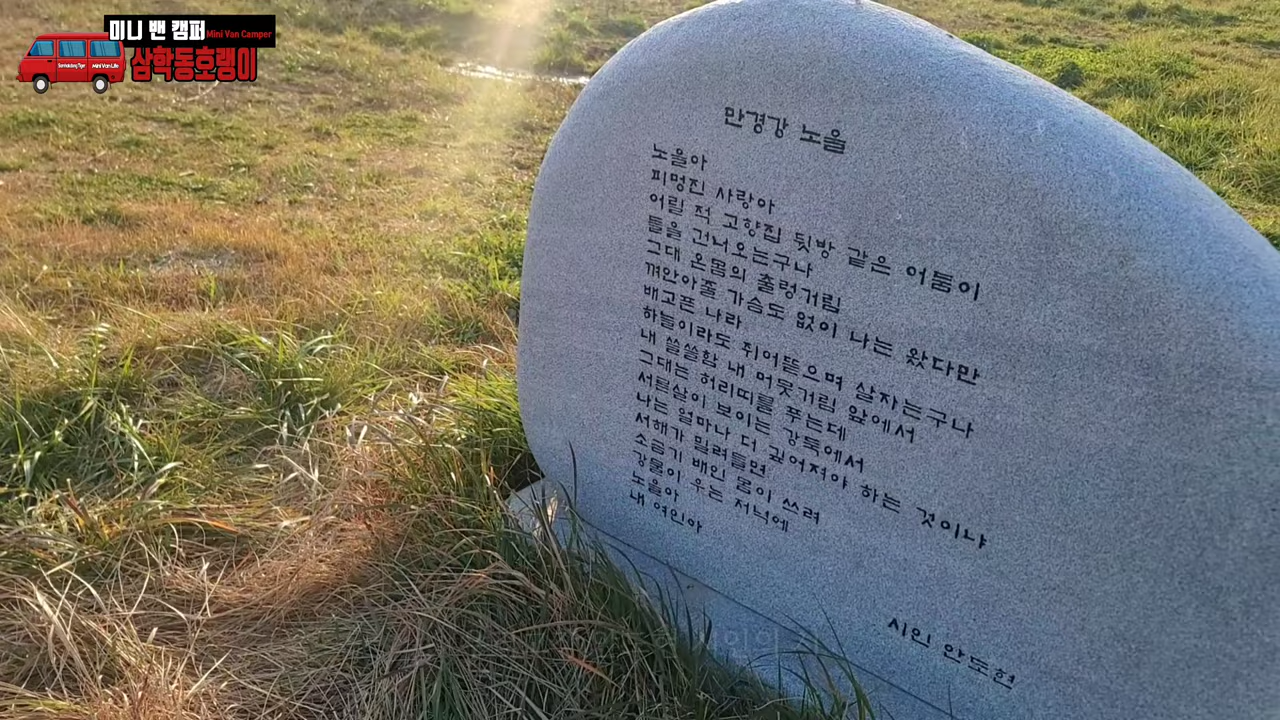 미니 밴 캠퍼 Mini Van Camper
삼학동호랭이
만경강 노을
노을아
피멍진 사랑아
어릴 적 고향집 뒷방 같은 어둠이
들을 건너오는구나
그대 온몸의 출렁거림
껴안아줄 가슴도 없이 나는 왔다만
배고픈 나라
하늘이라도 쥐어뜯으며 살자는구나
내 쓸쓸함 내 머뭇거림 앞에서
그대는 허리띠를 푸는데
서른살이 보이는 강둑에서
나는 얼마나 더 깊어져야 하는 것이냐
서해가 밀려들면
소금기 배인 몸이 쓰려
강물이 우는 저녁에
노을아
내 여인아
시인 안도현